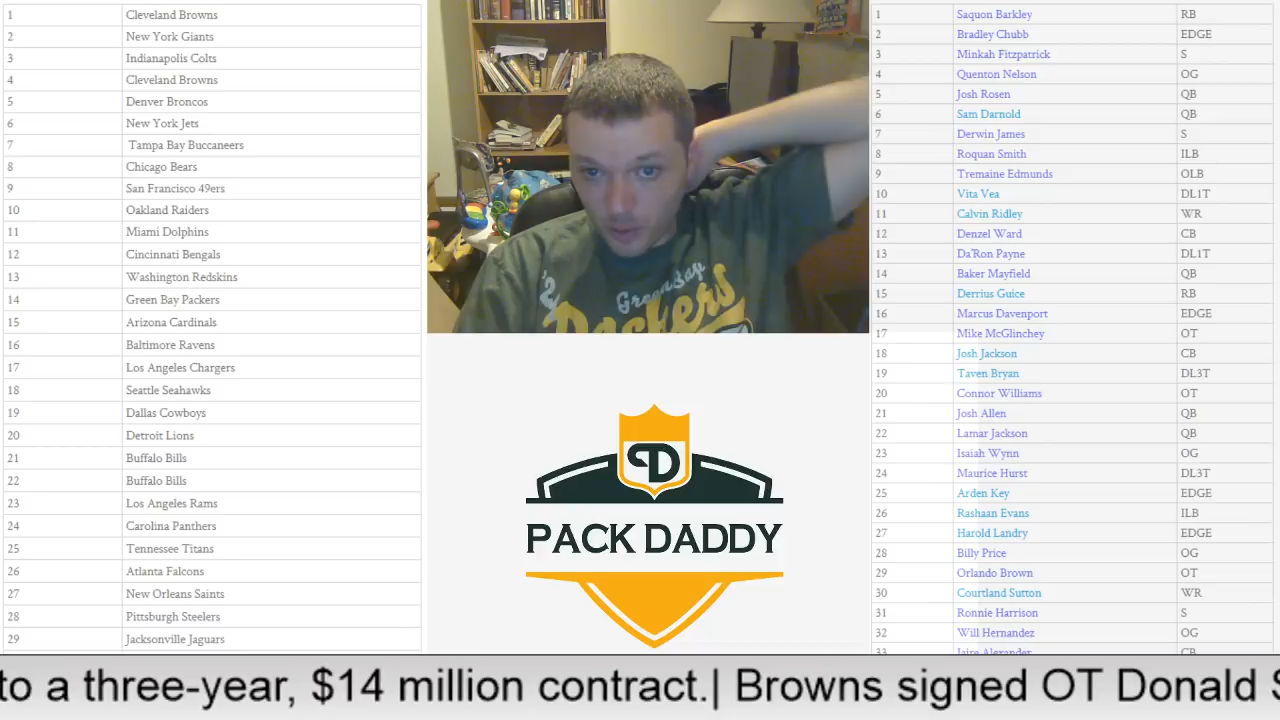 1 Cleveland Browns
2 New York Giants
3 Indianapolis Colts
4 Cleveland Browns
5 Denver Broncos
6 New York Jets
7 Tampa Bay Buccaneers
8 Chicago Bears
9 San Francisco 49ers
10 Oakland Raiders
11 Miami Dolphins
12 Cincinnati Bengals
13 Washington Redskins
14 Green Bay Packers
15 Arizona Cardinals
16 Baltimore Ravens
17 Los Angeles Chargers
18 Seattle Seahawks
19 Dallas Cowboys
20 Detroit Lions
21 Buffalo Bills
22 Buffalo Bills
23 Los Angeles Rams
24 Carolina Panthers
25 Tennessee Titans
26 Atlanta Falcons
27 New Orleans Saints
28 Pittsburgh Steelers
29 Jacksonville Jaguars
Green Bay
Packers
PD
PACK DADDY
1 Saquon Barkley RB
2 Bradley Chubb EDGE
3 Minkah Fitzpatrick S
4 Quenton Nelson OG
5 Josh Rosen QB
6 Sam Darnold QB
7 Derwin James S
8 Roquan Smith ILB
9 Tremaine Edmunds OLB
10 Vita Vea DL1T
11 Calvin Ridley WR
12 Denzel Ward CB
13 Da'Ron Payne DL1T
14 Baker Mayfield QB
15 Derrius Guice RB
16 Marcus Davenport EDGE
17 Mike McGlinchey OT
18 Josh Jackson CB
19 Taven Bryan DL3T
20 Connor Williams OT
21 Josh Allen QB
22 Lamar Jackson QB
23 Isaiah Wynn OG
24 Maurice Hurst DL3T
25 Arden Key EDGE
26 Rashaan Evans ILB
27 Harold Landry EDGE
28 Billy Price OG
29 Orlando Brown OT
30 Courtland Sutton WR
31 Ronnie Harrison S
32 Will Hernandez OG
33 Jaire Alexander CB
to a three-year, $14 million contract.| Browns signed OT Donald S